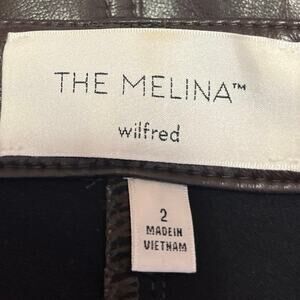 THE MELINA™
wilfred
2
MADE IN
VIETNAM